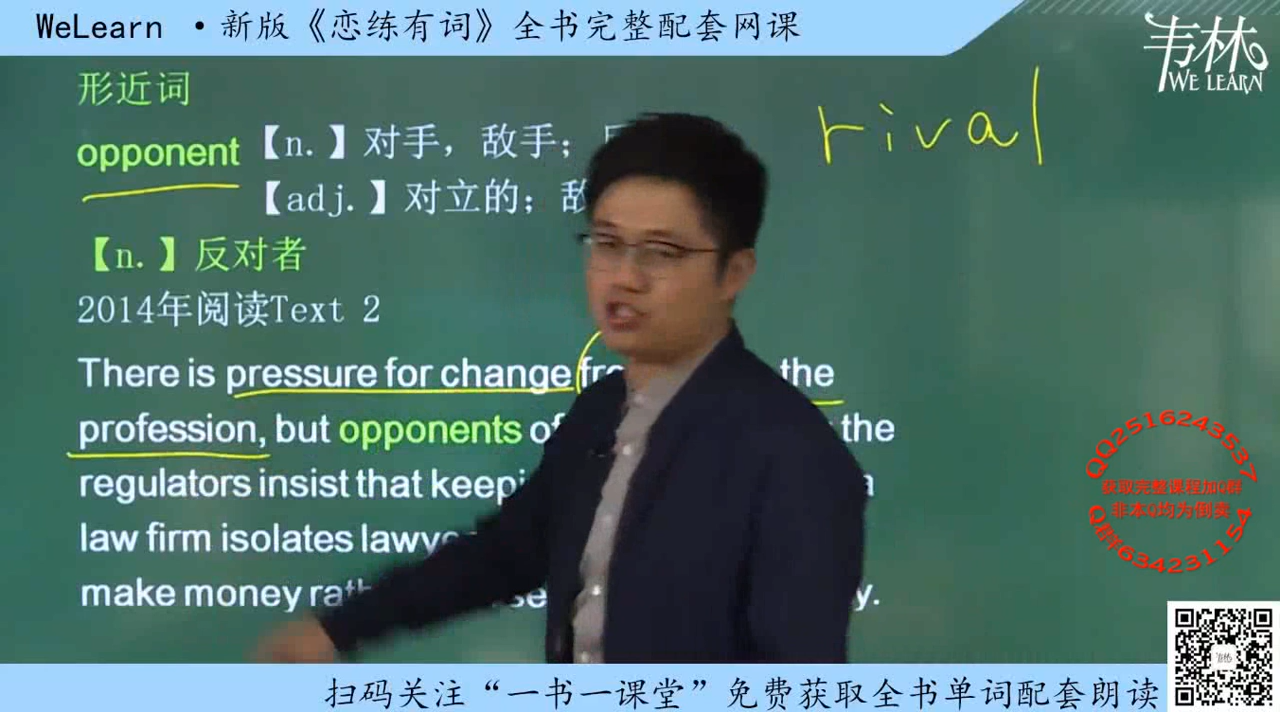 WeLearn ·新版《恋练有词》全书完整配套网课
韦林
WE LEARN
形近词
rival
opponent 【n.】对手，敌手；
【adj.】对立的；敌
【n.】反对者
2014年阅读Text 2
There is pressure for change the
profession, but opponents of the
regulators insist that a
law firm isolates
make money
QQ2516243537
获取完整课程加Q群
非本Q均为倒卖
Q群634231154
扫码关注“一书一课堂”免费获取全书单词配套朗读